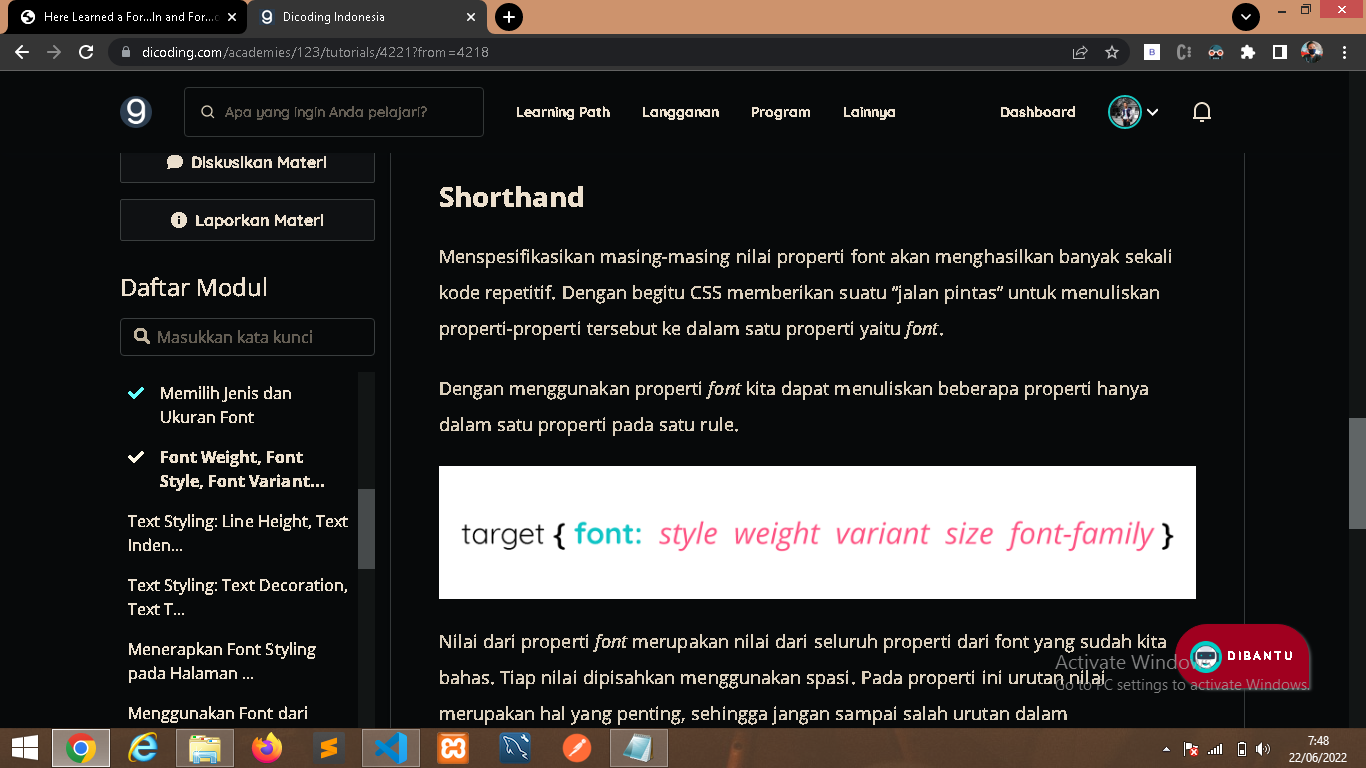 Here Learned a For...In and For...
Dicoding Indonesia
dicoding.com/academies/123/tutorials/4221?from=4218
Apa yang ingin Anda pelajari?
Learning Path
Langganan
Program
Lainnya
Dashboard
Diskusikan Materi
Laporkan Materi
Daftar Modul
Masukkan kata kunci
Memilih Jenis dan
Ukuran Font
Font Weight, Font
Style, Font Variant...
Text Styling: Line Height, Text
Inden...
Text Styling: Text Decoration,
Text T...
Menerapkan Font Styling
pada Halaman ...
Menggunakan Font dari
Shorthand
Menspesifikasikan masing-masing nilai properti font akan menghasilkan banyak sekali
kode repetitif. Dengan begitu CSS memberikan suatu “jalan pintas” untuk menuliskan
properti-properti tersebut ke dalam satu properti yaitu font.
Dengan menggunakan properti font kita dapat menuliskan beberapa properti hanya
dalam satu properti pada satu rule.
target { font: style weight variant size font-family }
Nilai dari properti font merupakan nilai dari seluruh properti dari font yang sudah kita
bahas. Tiap nilai dipisahkan menggunakan spasi. Pada properti ini urutan nilai
merupakan hal yang penting, sehingga jangan sampai salah urutan dalam
DIBANTU
Activate Windo
Go to PC settings to activate Windows.
7:48
22/06/2022